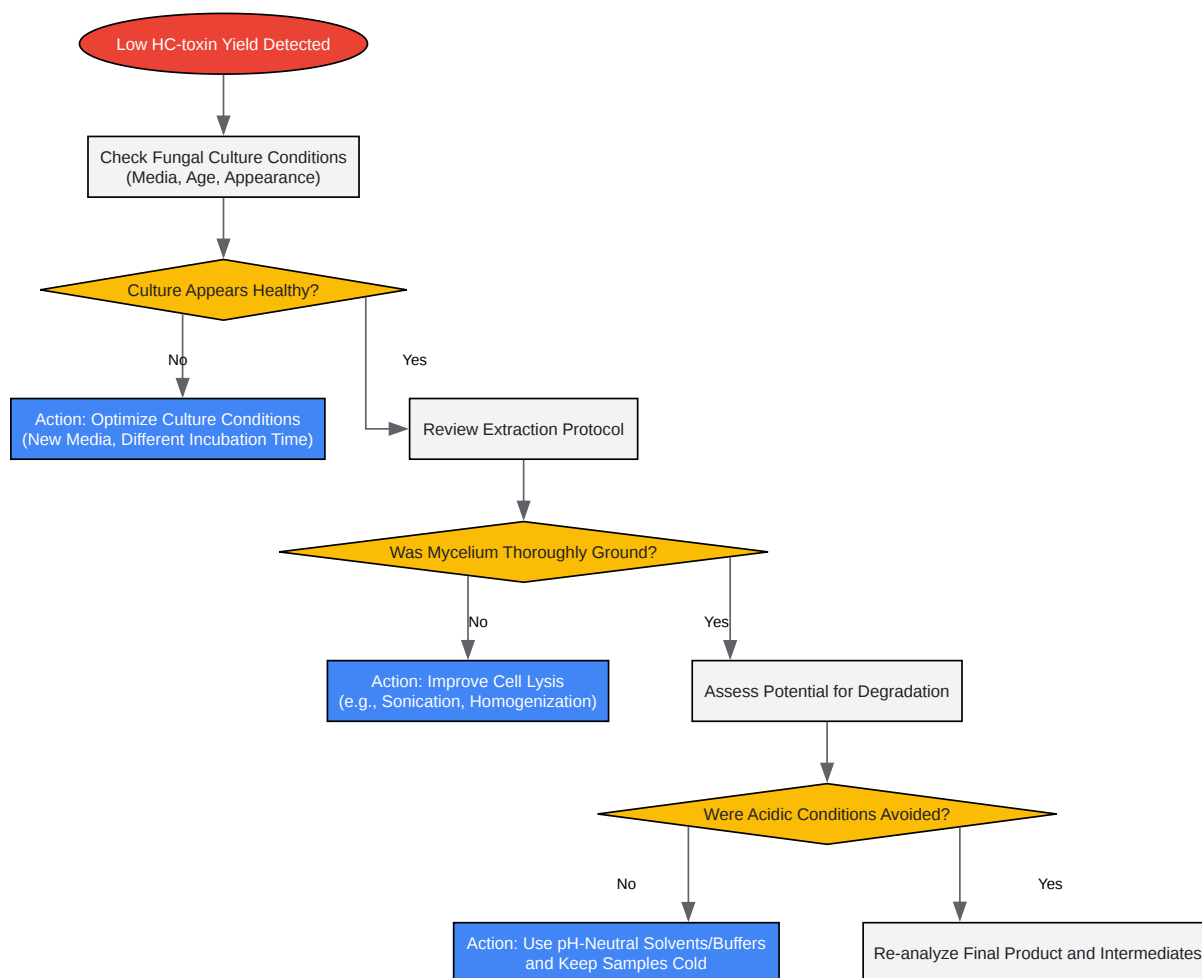 Low HC-toxin Yield Detected
Check Fungal Culture Conditions
(Media, Age, Appearance)
Culture Appears Healthy?
No
Yes
Action: Optimize Culture Conditions
(New Media, Different Incubation Time)
Review Extraction Protocol
Was Mycelium Thoroughly Ground?
No
Yes
Action: Improve Cell Lysis
(e.g., Sonication, Homogenization)
Assess Potential for Degradation
Were Acidic Conditions Avoided?
No
Yes
Action: Use pH-Neutral Solvents/Buffers
and Keep Samples Cold
Re-analyze Final Product and Intermediates